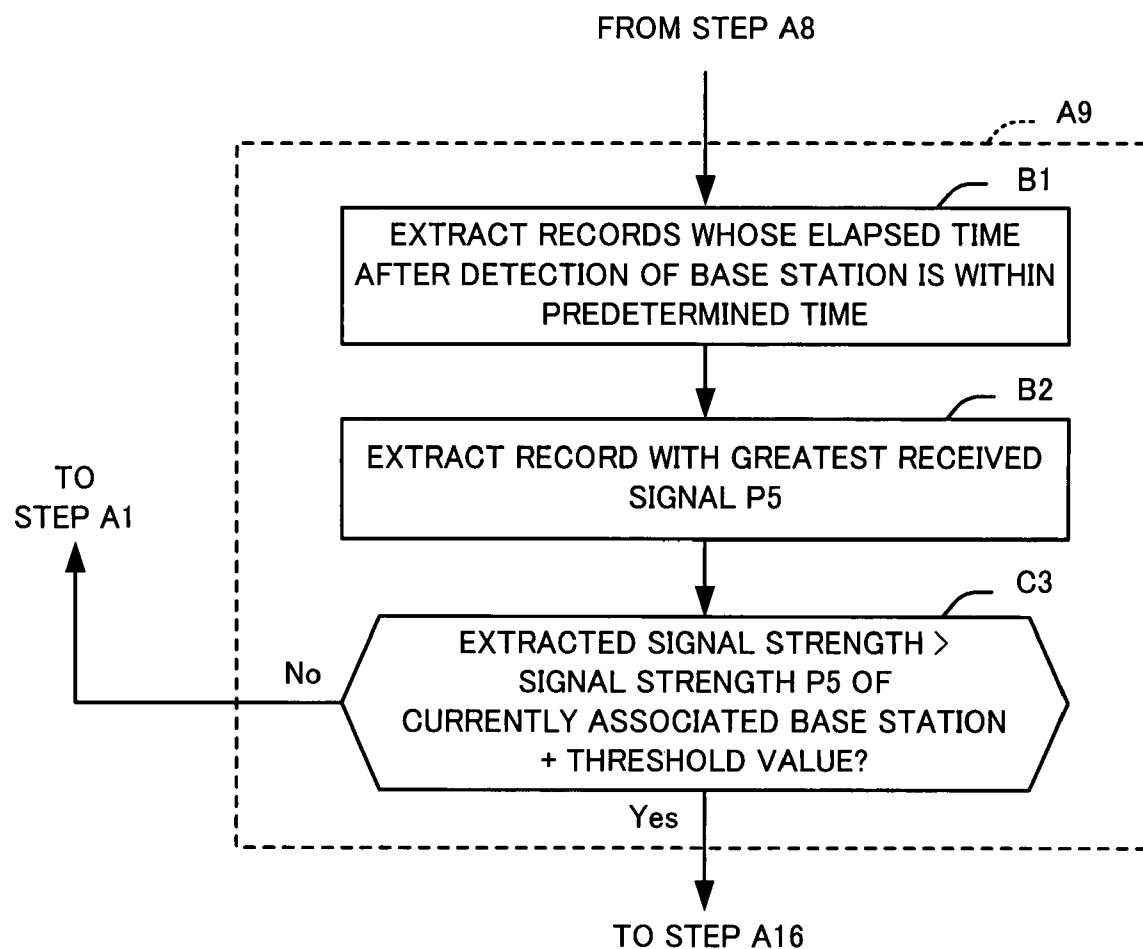 FROM STEP A8
A9
B1
EXTRACT RECORDS WHOSE ELAPSED TIME
AFTER DETECTION OF BASE STATION IS WITHIN
PREDETERMINED TIME
B2
EXTRACT RECORD WITH GREATEST RECEIVED
SIGNAL P5
TO
STEP A1
C3
EXTRACTED SIGNAL STRENGTH >
SIGNAL STRENGTH P5 OF
CURRENTLY ASSOCIATED BASE STATION
+ THRESHOLD VALUE?
No
Yes
TO STEP A16